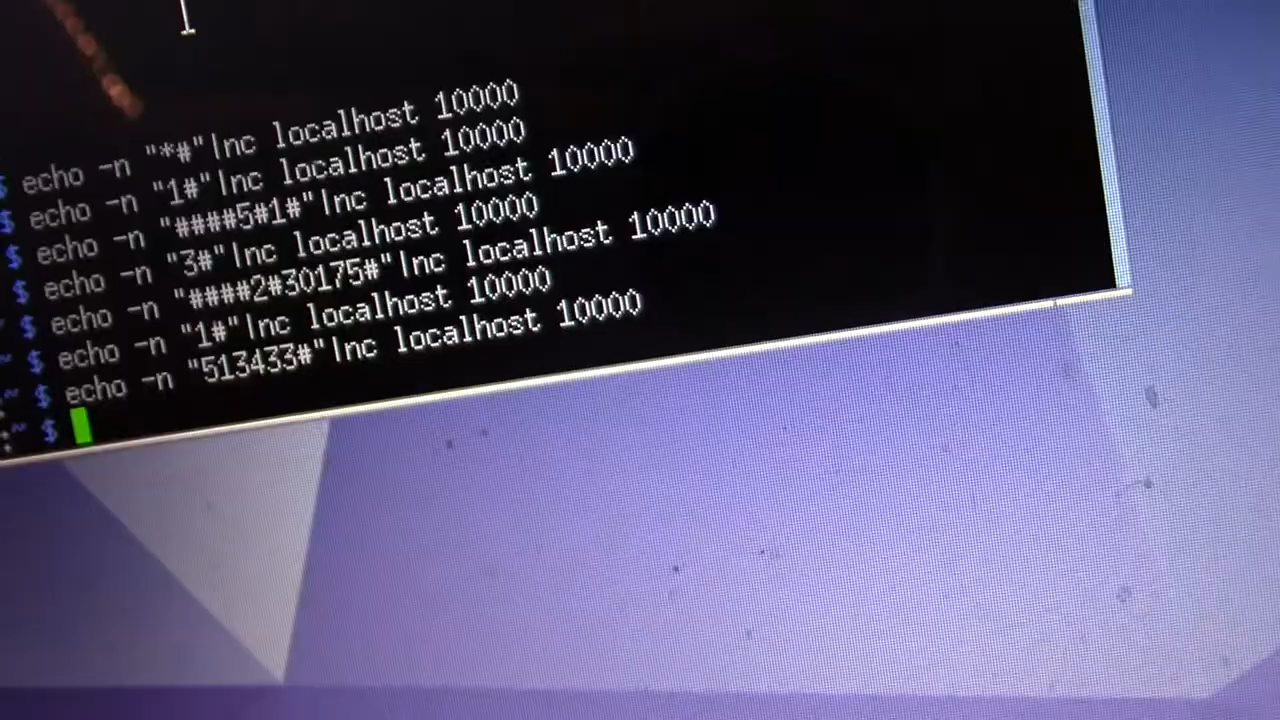 $ echo -n "*#"|nc localhost 10000
$ echo -n "1#"|nc localhost 10000
$ echo -n "####5#1#"|nc localhost 10000
$ echo -n "3#"|nc localhost 10000
$ echo -n "####2#30175#"|nc localhost 10000
~ $ echo -n "1#"|nc localhost 10000
:~ $ echo -n "513433#"|nc localhost 10000
:~ $